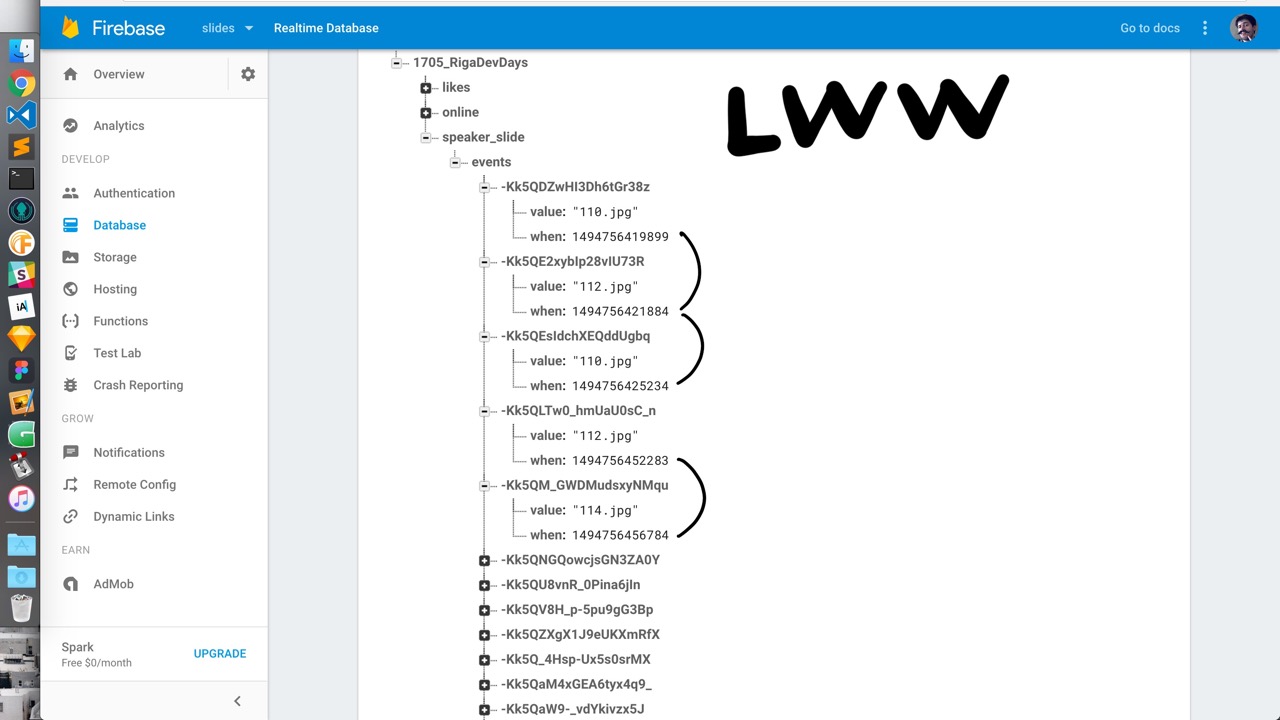 Firebase
slides
Realtime Database
Go to docs
Overview
Analytics
DEVELOP
Authentication
Database
Storage
Hosting
Functions
Test Lab
Crash Reporting
GROW
Notifications
Remote Config
Dynamic Links
EARN
AdMob
Spark
Free $0/month
UPGRADE
1705_RigaDevDays
likes
online
speaker_slide
events
-Kk5QDZwHI3Dh6tGr38z
value: "110.jpg"
when: 1494756419899
-Kk5QE2xybIp28vIU73R
value: "112.jpg"
when: 1494756421884
-Kk5QEsIdchXEQddUgbq
value: "110.jpg"
when: 1494756425234
-Kk5QLTw0_hmUaU0sC_n
value: "112.jpg"
when: 1494756452283
-Kk5QM_GWDMudsxyNMqu
value: "114.jpg"
when: 1494756456784
-Kk5QNGQowcjsGN3ZA0Y
-Kk5QU8vnR_0Pina6jIn
-Kk5QV8H_p-5pu9gG3Bp
-Kk5QZXgX1J9eUKXmRfX
-Kk5Q_4Hsp-Ux5s0srMX
-Kk5QaM4xGEA6tyx4q9_
-Kk5QaW9-_vdYkivzx5J
LWW
iA